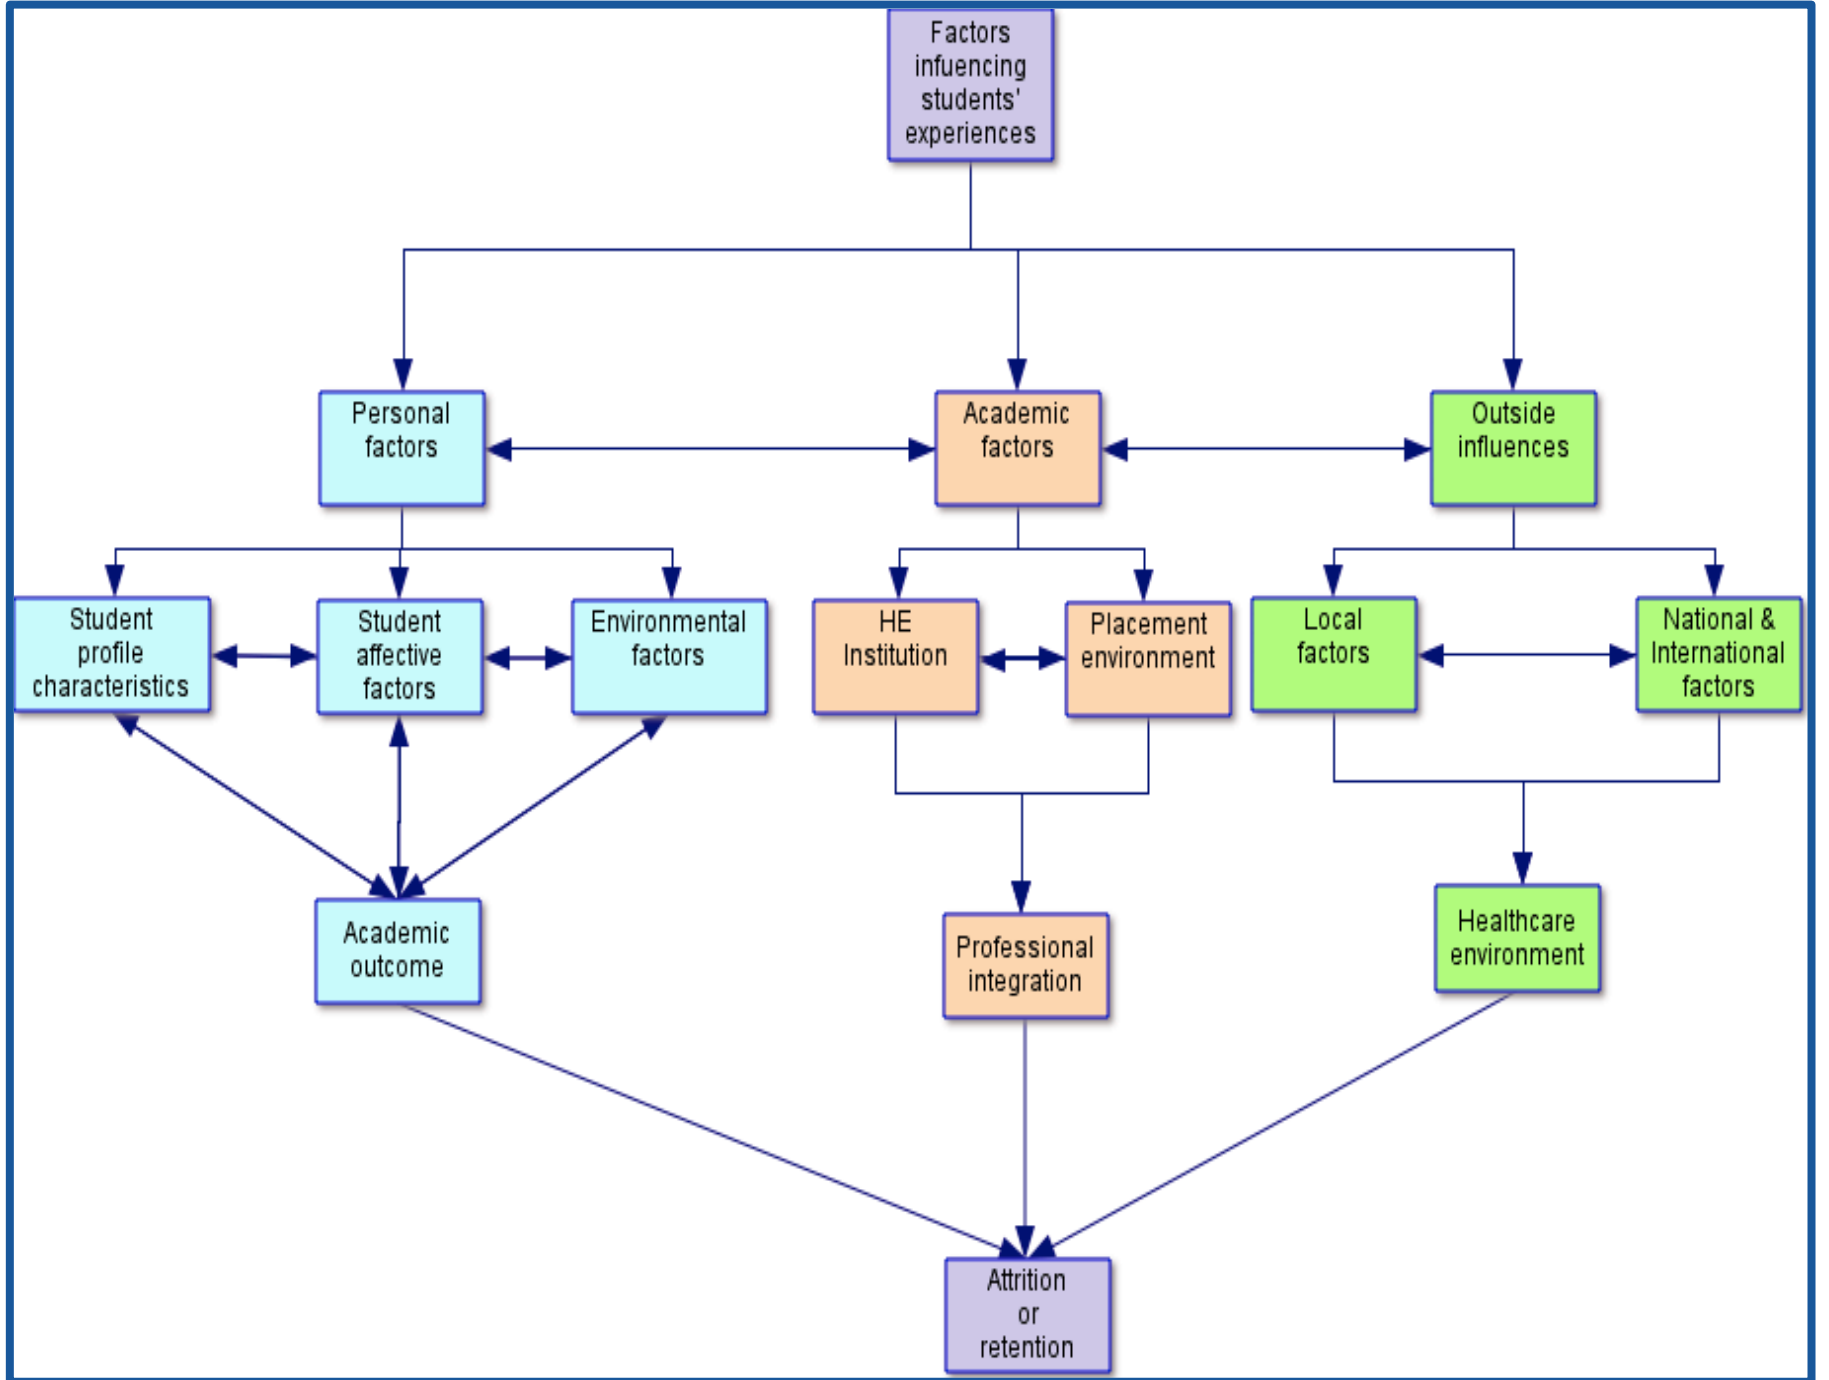 Factors
infuencing
students'
experiences
Personal
factors
Academic
factors
Outside
influences
Student
profile
characteristics
Student
affective
factors
Environmental
factors
HE
Institution
Placement
environment
Local
factors
National &
International
factors
Academic
outcome
Professional
integration
Healthcare
environment
Attrition
or
retention